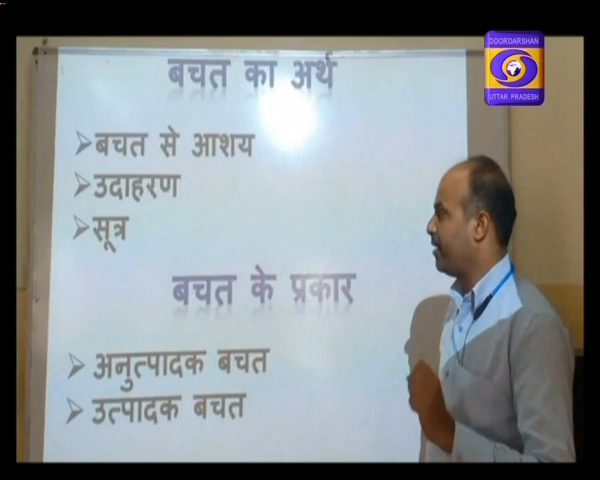 बचत का अर्थ
DOORDARSHAN
UTTAR PRADESH
➢बचत से आशय
➢उदाहरण
➢सूत्र
बचत के प्रकार
➢ अनुत्पादक बचत
➢ उत्पादक बचत